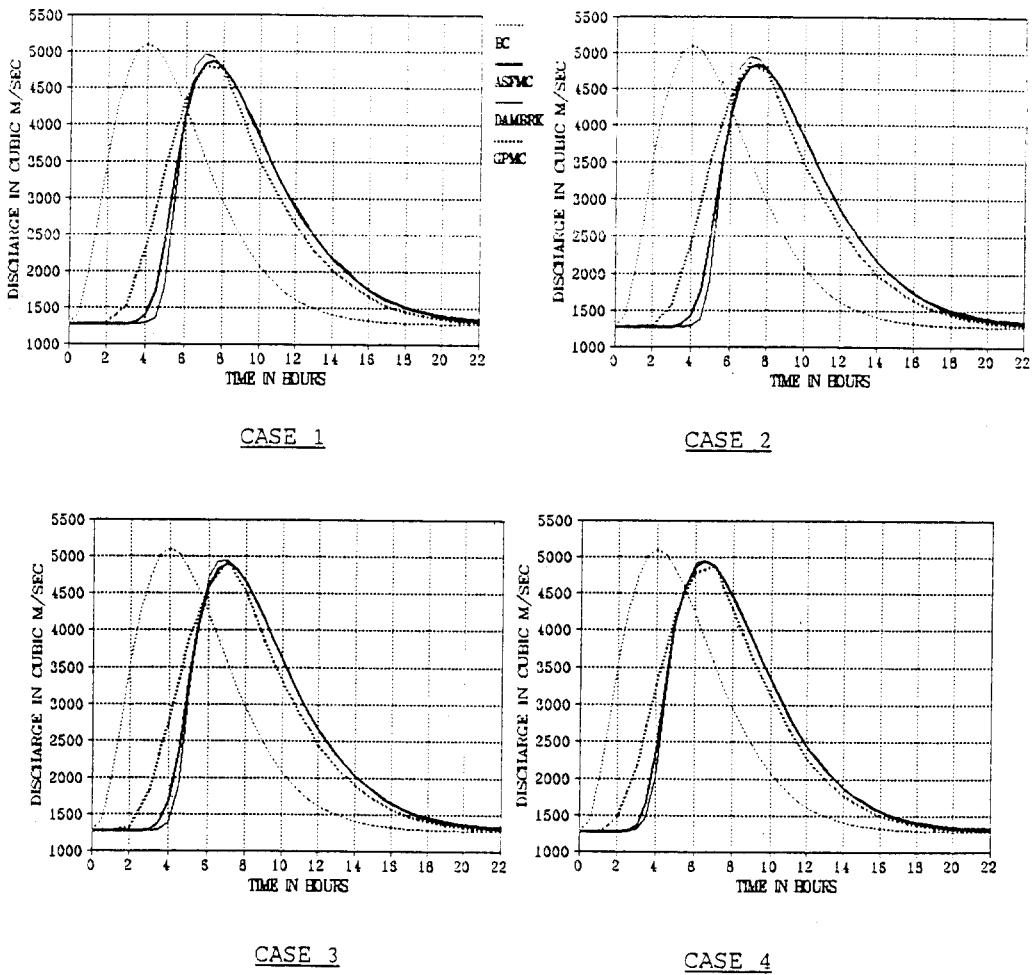 5500
5000
4500
4000
3500
3000
2500
2000
1500
1000
DISCHARGE IN CUBIC M/SEC
0 2 4 6 8 10 12 14 16 18 20 22
TIME IN HOURS
CASE 1
BC
ASFMC
DAMBRK
GPMC
5500
5000
4500
4000
3500
3000
2500
2000
1500
1000
DISCHARGE IN CUBIC M/SEC
0 2 4 6 8 10 12 14 16 18 20 22
TIME IN HOURS
CASE 2
5500
5000
4500
4000
3500
3000
2500
2000
1500
1000
DISCHARGE IN CUBIC M/SEC
0 2 4 6 8 10 12 14 16 18 20 22
TIME IN HOURS
CASE 3
5500
5000
4500
4000
3500
3000
2500
2000
1500
1000
DISCHARGE IN CUBIC M/SEC
0 2 4 6 8 10 12 14 16 18 20 22
TIME IN HOURS
CASE 4